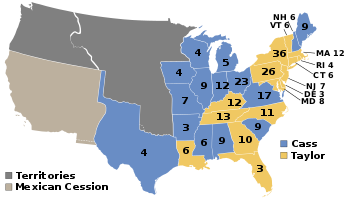 NH 6
VT 6
9
4
5
36
MA 12
RI 4
CT 6
4
26
NJ 7
DE 3
MD 8
9
12
23
7
17
12
3
13
11
9
4
6
6
9
10
3
Cass
Taylor
Territories
Mexican Cession